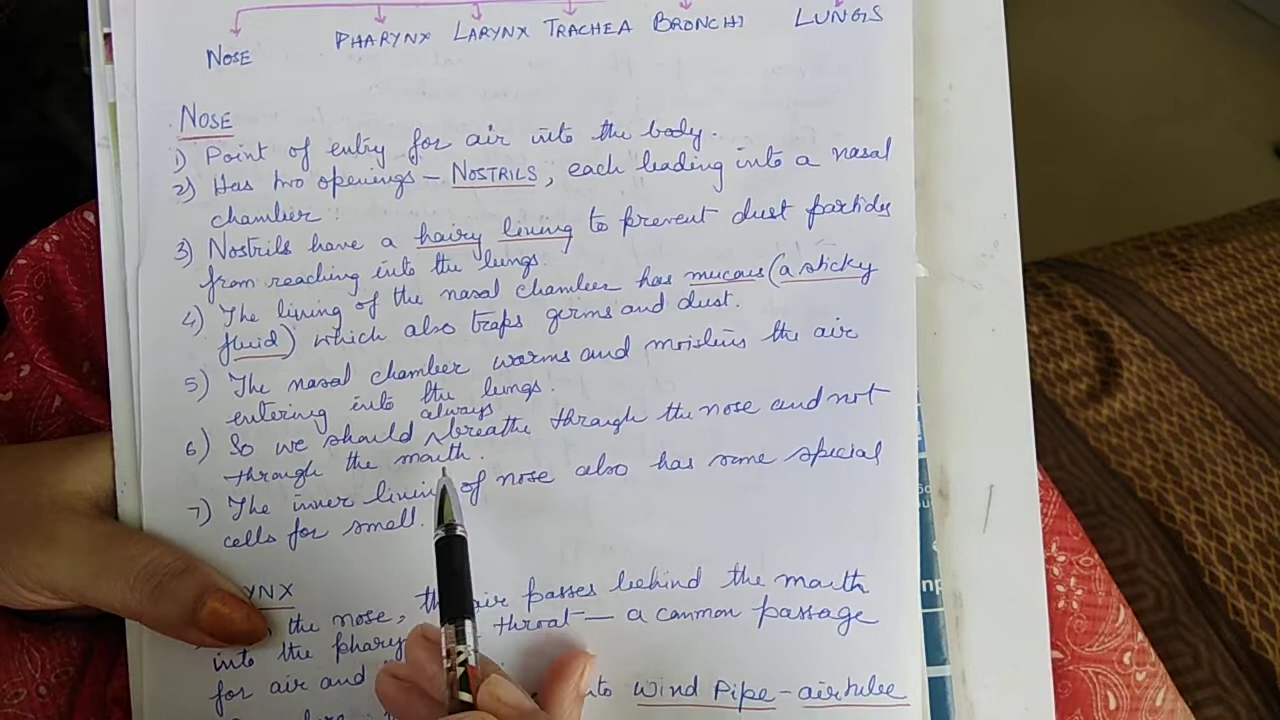 NOSE PHARYNX LARYNX TRACHEA BRONCHI LUNGS
NOSE
1) Point of entry for air into the body.
2) Has two openings – NOSTRILS, each leading into a nasal
chamber.
3) Nostrils have a hairy lining to prevent dust particles
from reaching into the lungs.
4) The lining of the nasal chamber has mucous (a sticky
fluid) which also traps germs and dust.
5) The nasal chamber warms and moistens the air
entering into the lungs.
6) So we should always breathe through the nose and not
through the mouth.
7) The inner lining of nose also has some special
cells for smell.
YNX
the nose, the air passes behind the mouth
into the phary throat — a common passage
for air and to Wind Pipe - airtube